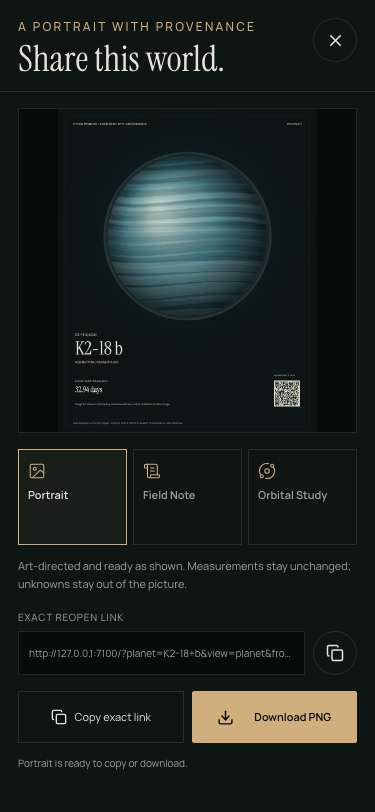 A PORTRAIT WITH PROVENANCE
Share this world.
K2-18 b
32.94 days
Portrait
Field Note
Orbital Study
Art-directed and ready as shown. Measurements stay unchanged;
unknowns stay out of the picture.
EXACT REOPEN LINK
http://127.0.0.1:7100/?planet=K2-18+b&view=planet&fro...
Copy exact link
Download PNG
Portrait is ready to copy or download.